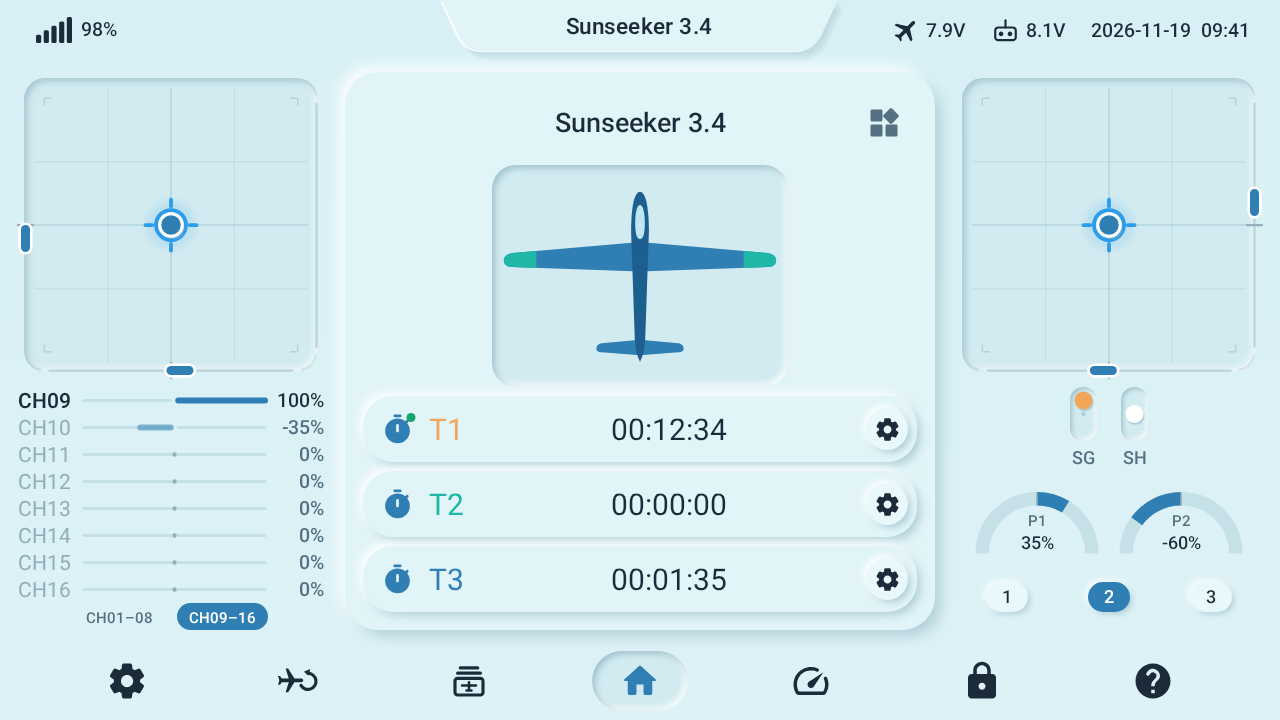 98%
Sunseeker 3.4
7.9V
8.1V
2026-11-19 09:41
Sunseeker 3.4
T1 00:12:34
T2 00:00:00
T3 00:01:35
CH09 100%
CH10 -35%
CH11 0%
CH12 0%
CH13 0%
CH14 0%
CH15 0%
CH16 0%
CH01–08 CH09–16
SG SH
P1 P2
35% -60%
1 2 3